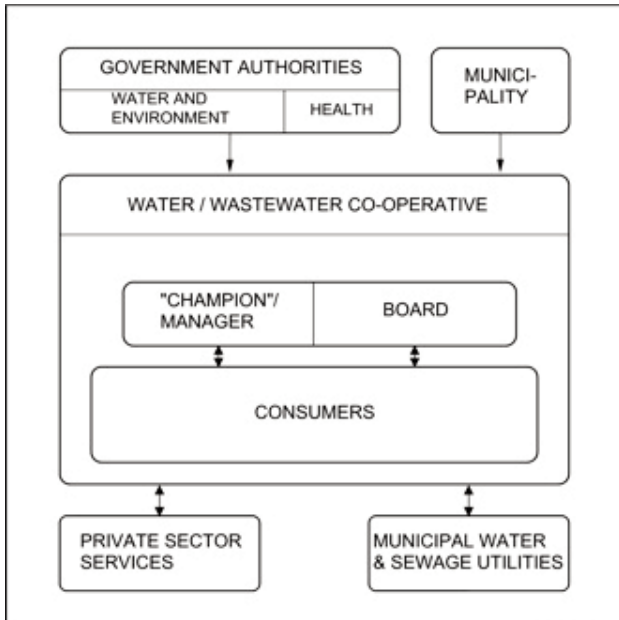 GOVERNMENT AUTHORITIES
WATER AND
ENVIRONMENT
HEALTH
MUNICI-
PALITY
WATER / WASTEWATER CO-OPERATIVE
"CHAMPION"/
MANAGER
BOARD
CONSUMERS
PRIVATE SECTOR
SERVICES
MUNICIPAL WATER
& SEWAGE UTILITIES